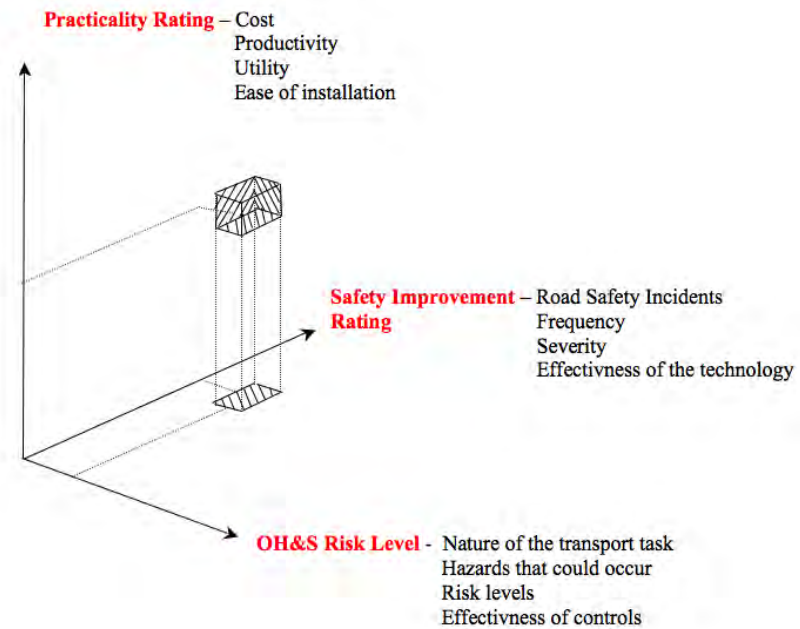 Practicality Rating – Cost
Productivity
Utility
Ease of installation
Safety Improvement – Road Safety Incidents
Rating Frequency
Severity
Effectivness of the technology
OH&S Risk Level - Nature of the transport task
Hazards that could occur
Risk levels
Effectivness of controls